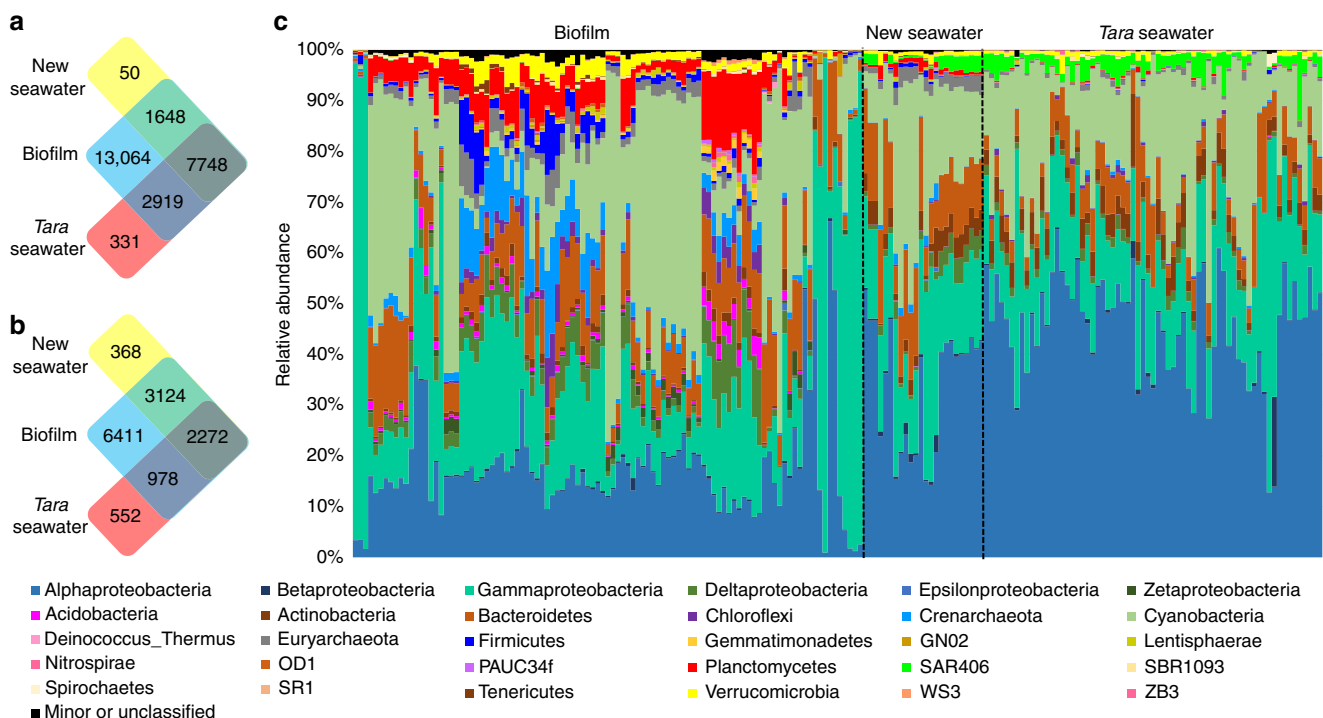 a
New seawater
50
1648
Biofilm
13,064
7748
2919
Tara seawater
331
b
New seawater
368
3124
Biofilm
6411
2272
978
Tara seawater
552
c
Biofilm New seawater Tara seawater
Relative abundance
100%
90%
80%
70%
60%
50%
40%
30%
20%
10%
0%
Alphaproteobacteria Betaproteobacteria Gammaproteobacteria Deltaproteobacteria Epsilonproteobacteria Zetaproteobacteria
Acidobacteria Actinobacteria Bacteroidetes Chloroflexi Crenarchaeota Cyanobacteria
Deinococcus_Thermus Euryarchaeota Firmicutes Gemmatimonadetes GN02 Lentisphaerae
Nitrospirae OD1 PAUC34f Planctomycetes SAR406 SBR1093
Spirochaetes SR1 Tenericutes Verrucomicrobia WS3 ZB3
Minor or unclassified